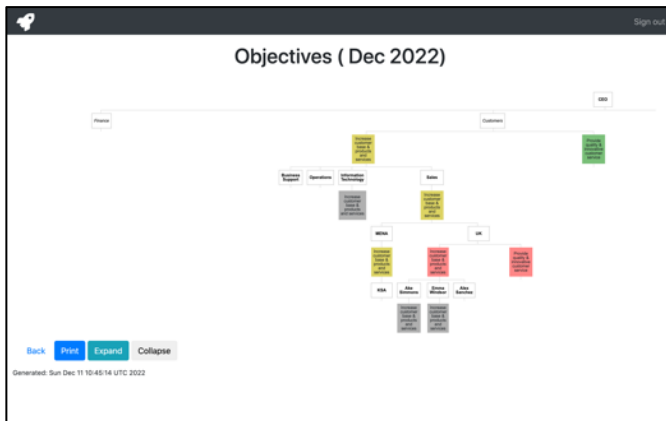 Sign out
Objectives ( Dec 2022)
CEO
Finance
Customers
Increase
customer
base &
products
and
services
Provide
quality &
innovative
customer
service
Business
Support
Operations
Information
Technology
Sales
Increase
customer
base &
products
and services
Increase
customer
base &
products
and services
MENA
UK
Increase
customer
base &
products
and
services
Increase
customer
base &
products
and
services
Provide
quality &
innovative
customer
service
KSA
Abe
Simmons
Emma
Windsor
Alex
Sanchez
Increase
customer
base &
products
and
services
Increase
customer
base &
products
and
services
Back
Print
Expand
Collapse
Generated: Sun Dec 11 10:45:14 UTC 2022